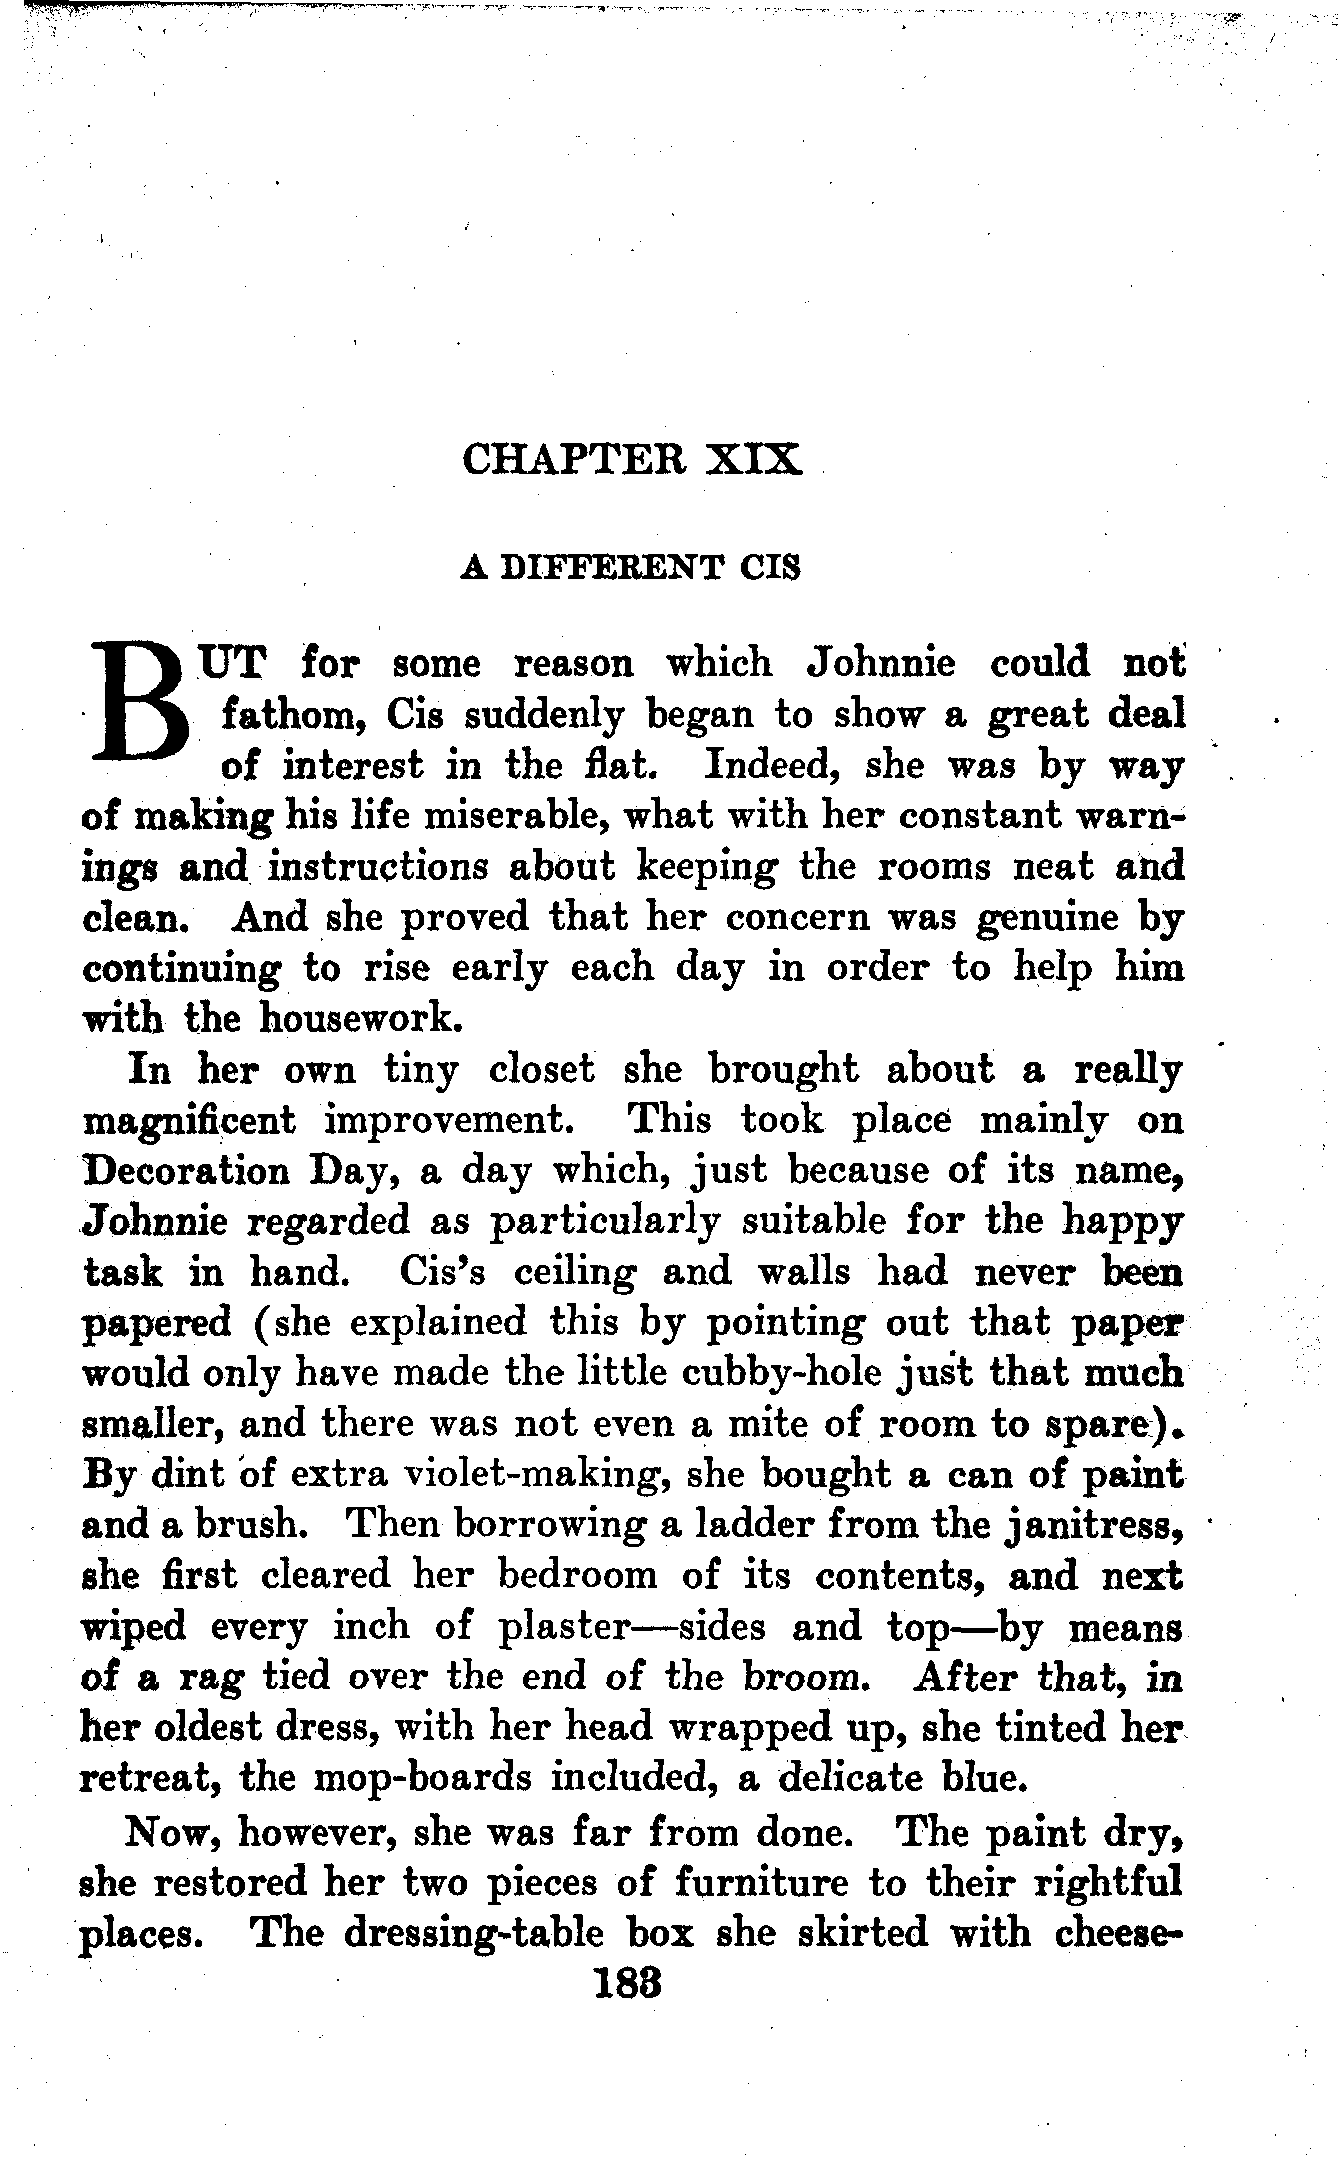 CHAPTER XIX
A DIFFERENT CIS
BUT for some reason which Johnnie could not
fathom, Cis suddenly began to show a great deal
of interest in the flat. Indeed, she was by way
of making his life miserable, what with her constant warn-
ings and instructions about keeping the rooms neat and
clean. And she proved that her concern was genuine by
continuing to rise early each day in order to help him
with the housework.
In her own tiny closet she brought about a really
magnificent improvement. This took place mainly on
Decoration Day, a day which, just because of its name,
Johnnie regarded as particularly suitable for the happy
task in hand. Cis's ceiling and walls had never been
papered (she explained this by pointing out that paper
would only have made the little cubby-hole just that much
smaller, and there was not even a mite of room to spare).
By dint of extra violet-making, she bought a can of paint
and a brush. Then borrowing a ladder from the janitress,
she first cleared her bedroom of its contents, and next
wiped every inch of plaster—sides and top—by means
of a rag tied over the end of the broom. After that, in
her oldest dress, with her head wrapped up, she tinted her
retreat, the mop-boards included, a delicate blue.
Now, however, she was far from done. The paint dry,
she restored her two pieces of furniture to their rightful
places. The dressing-table box she skirted with cheese-
183